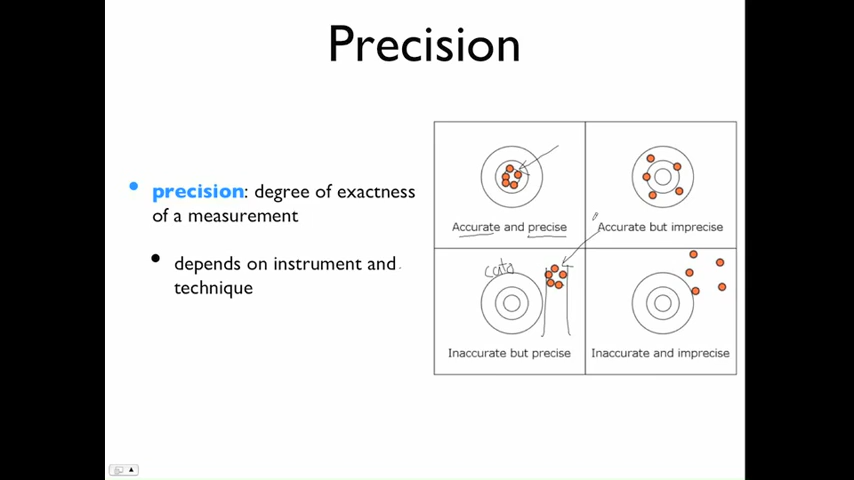 Precision
precision: degree of exactness
of a measurement
depends on instrument and
technique
Accurate and precise
Accurate but imprecise
Inaccurate but precise
Inaccurate and imprecise